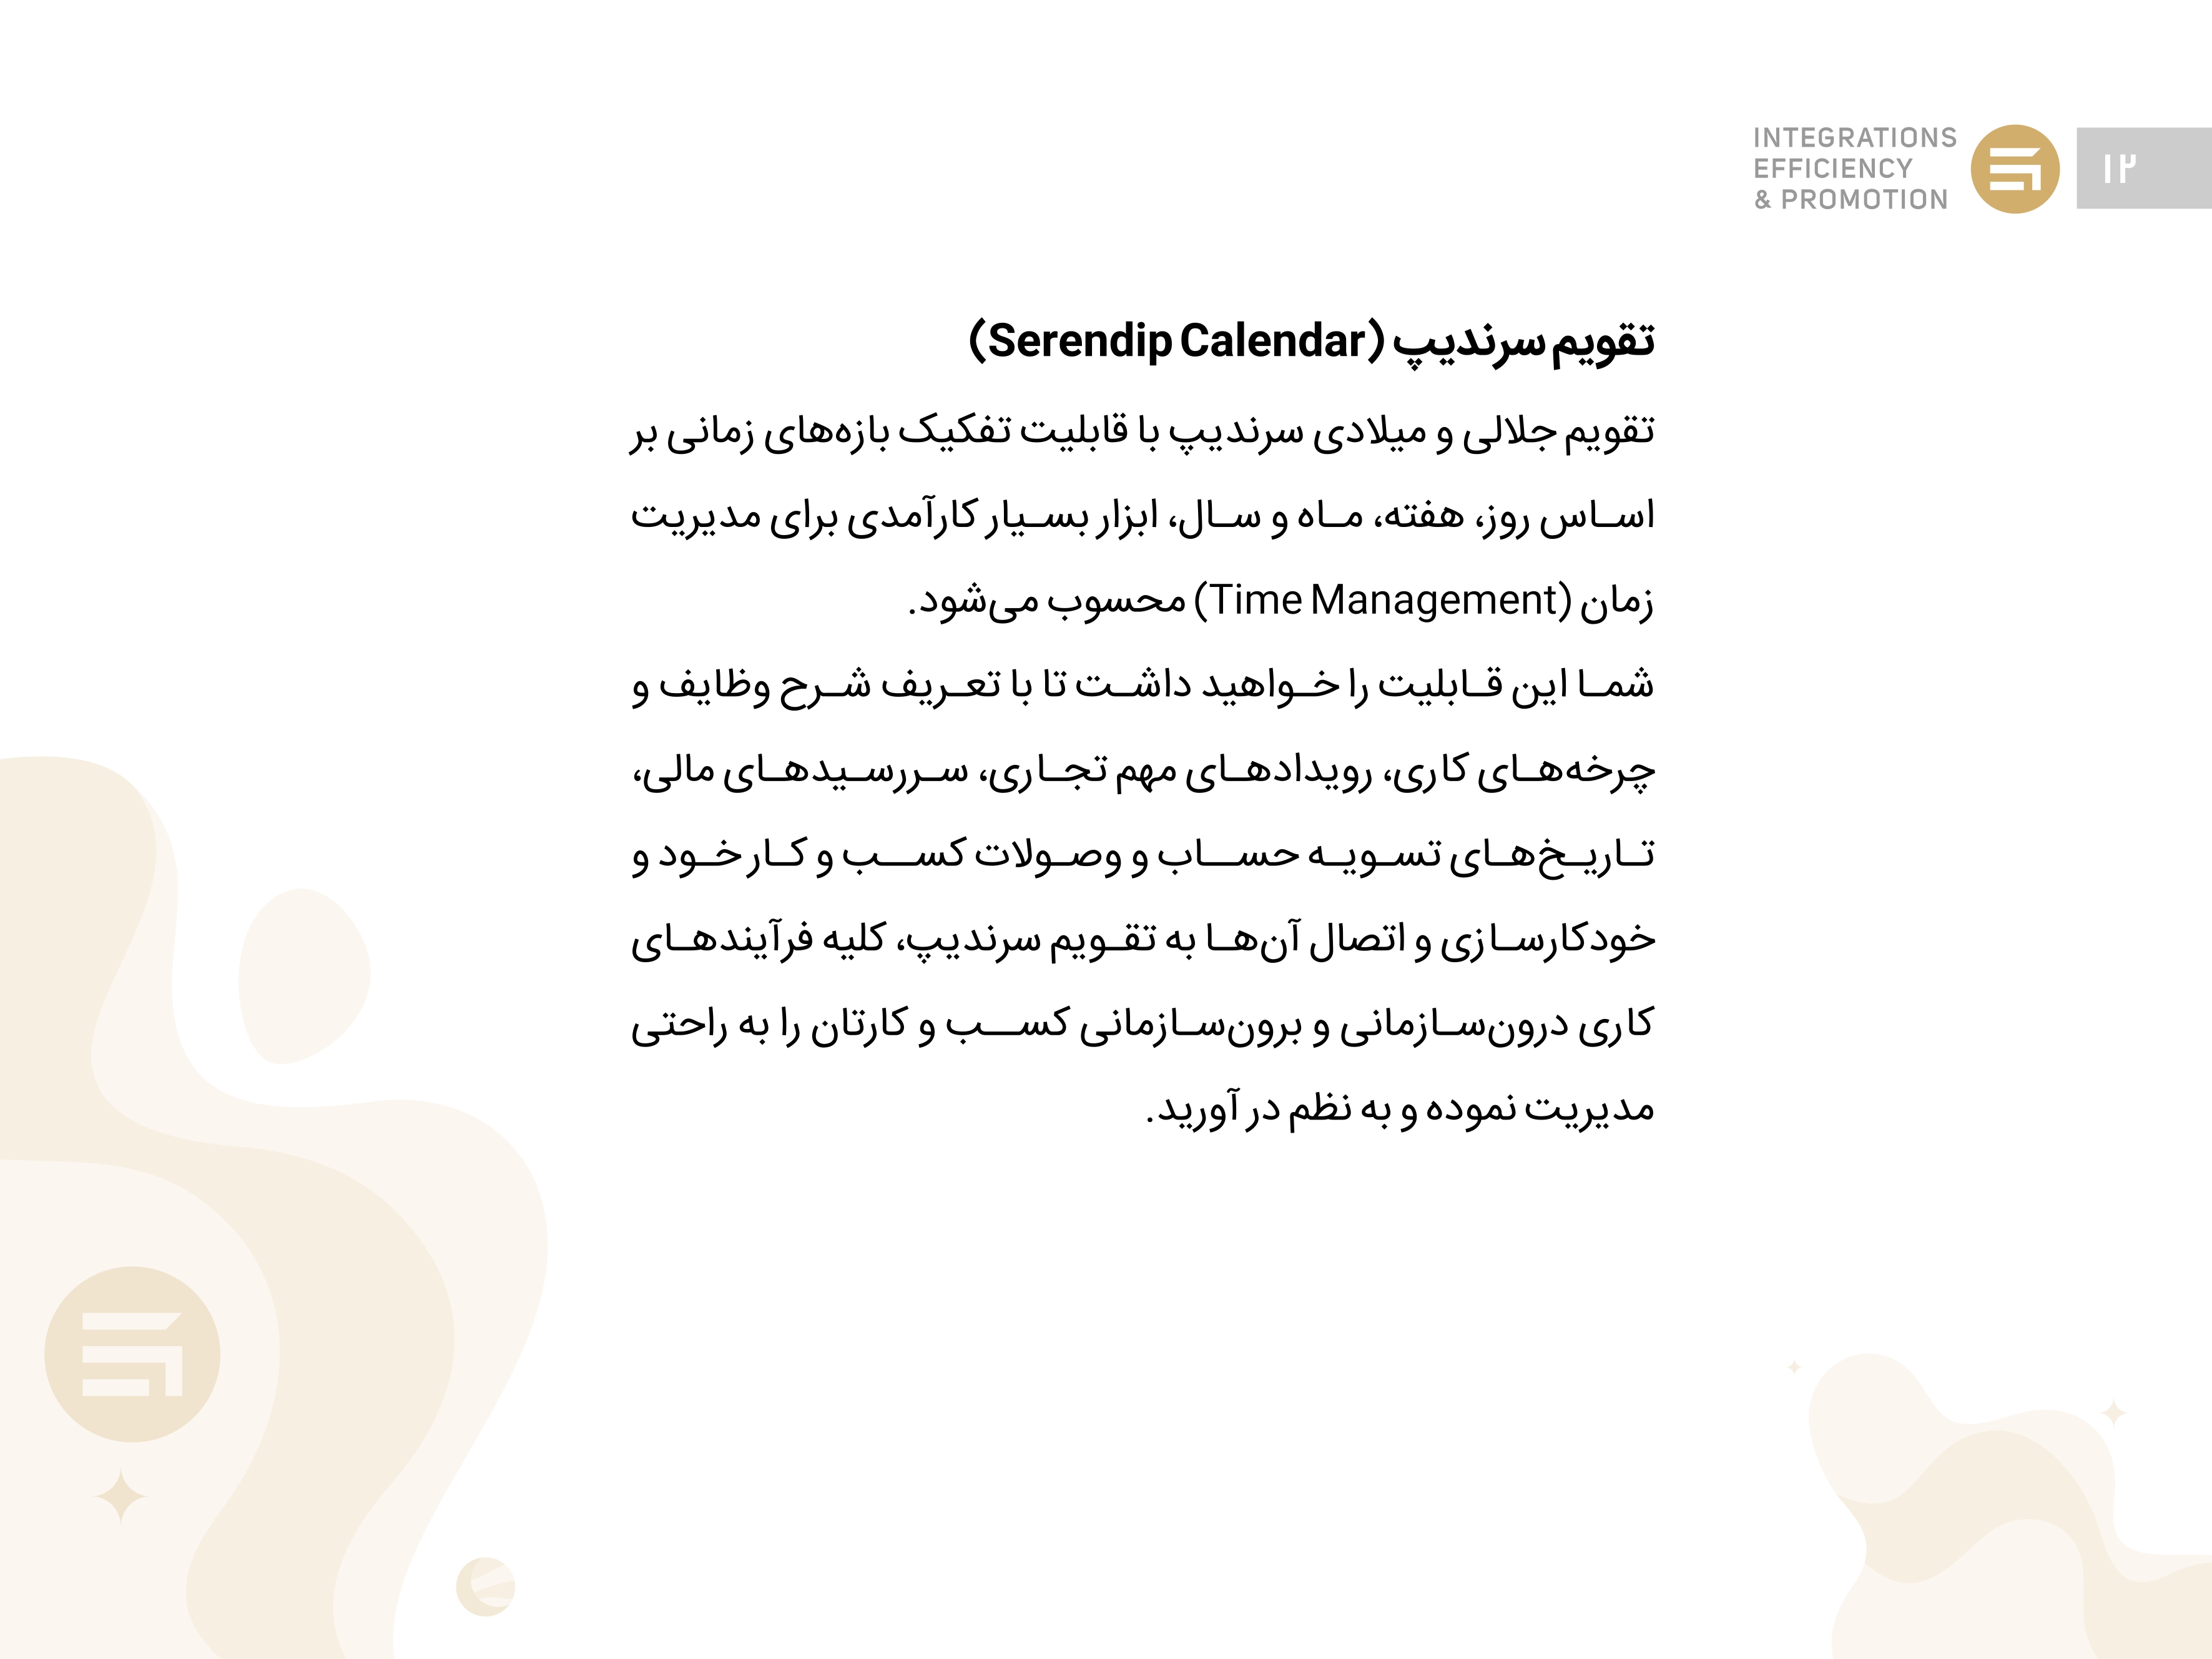 INTEGRATIONS
EFFICIENCY
& PROMOTION
۱۲
تقویم سرندیپ (Serendip Calendar)
تقویم جلالی و میلادی سرندیپ با قابلیت تفکیک بازه‌های زمانی بر
اساس روز، هفته، ماه و سال، ابزار بسیار کارآمدی برای مدیریت
زمان (Time Management) محسوب می‌شود.
شما این قابلیت را خواهید داشت تا با تعریف شرح وظایف و
چرخه‌های کاری، رویدادهای مهم تجاری، سررسیدهای مالی،
تاریخ‌های تسویه حساب و وصولات کسب و کار خود و
خودکارسازی و اتصال آن‌ها به تقویم سرندیپ، کلیه فرآیندهای
کاری درون‌سازمانی و برون‌سازمانی کسب و کارتان را به راحتی
مدیریت نموده و به نظم در آورید.